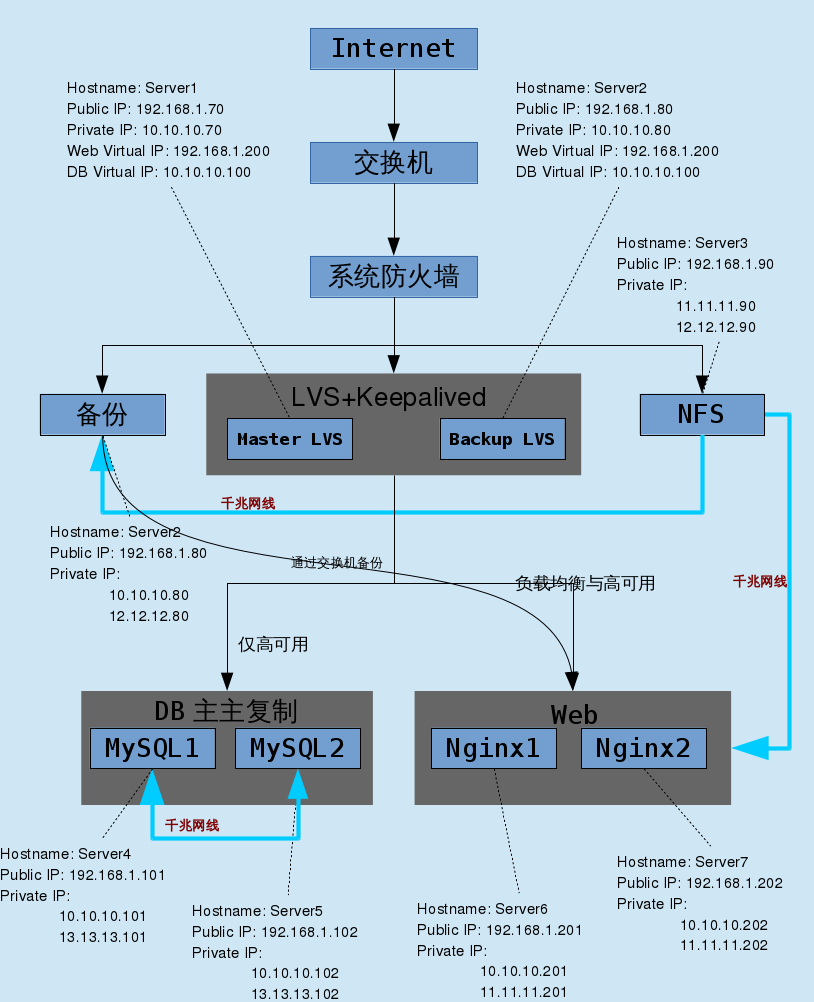 Internet
Hostname: Server1
Public IP: 192.168.1.70
Private IP: 10.10.10.70
Web Virtual IP: 192.168.1.200
DB Virtual IP: 10.10.10.100
Hostname: Server2
Public IP: 192.168.1.80
Private IP: 10.10.10.80
Web Virtual IP: 192.168.1.200
DB Virtual IP: 10.10.10.100
交换机
系统防火墙
Hostname: Server3
Public IP: 192.168.1.90
Private IP:
11.11.11.90
12.12.12.90
备份
LVS+Keepalived
Master LVS
Backup LVS
NFS
千兆网线
Hostname: Server2
Public IP: 192.168.1.80
Private IP:
10.10.10.80
12.12.12.80
通过交换机备份
负载均衡与高可用
千兆网线
仅高可用
DB 主主复制
MySQL1
MySQL2
Web
Nginx1
Nginx2
千兆网线
Hostname: Server4
Public IP: 192.168.1.101
Private IP:
10.10.10.101
13.13.13.101
Hostname: Server5
Public IP: 192.168.1.102
Private IP:
10.10.10.102
13.13.13.102
Hostname: Server6
Public IP: 192.168.1.201
Private IP:
10.10.10.201
11.11.11.201
Hostname: Server7
Public IP: 192.168.1.202
Private IP:
10.10.10.202
11.11.11.202